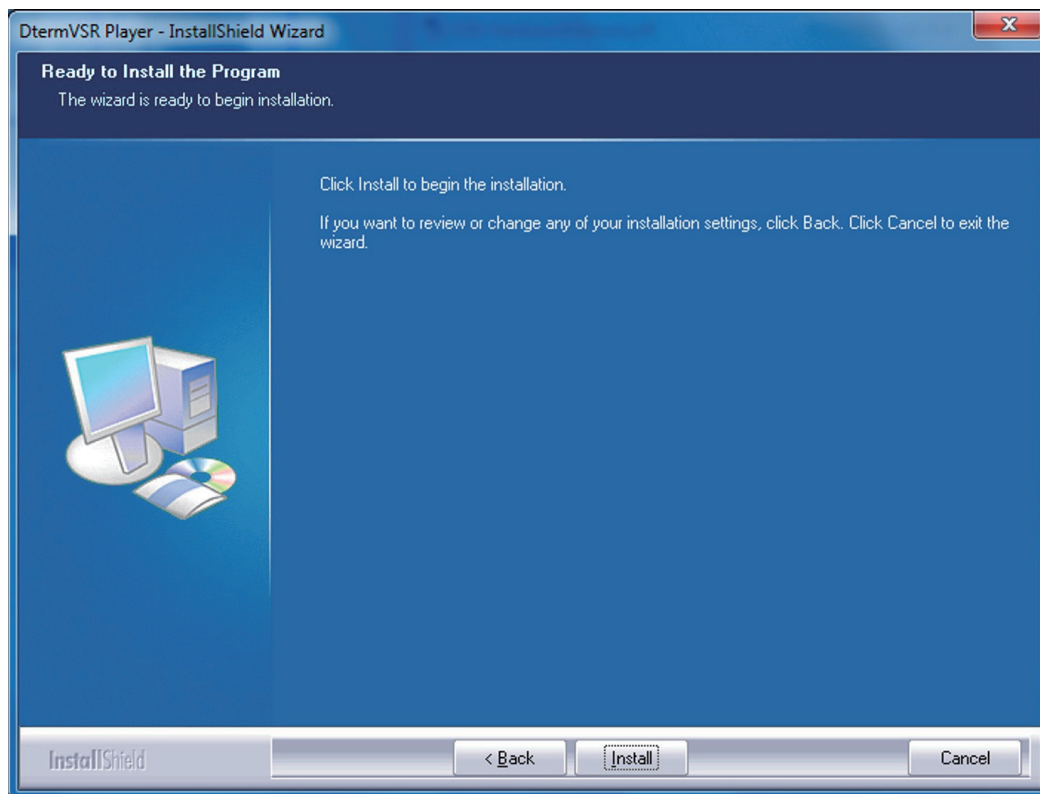 DtermVSR Player - InstallShield Wizard
Ready to Install the Program
The wizard is ready to begin installation.
Click Install to begin the installation.
If you want to review or change any of your installation settings, click Back. Click Cancel to exit the
wizard.
InstallShield
< Back
Install
Cancel